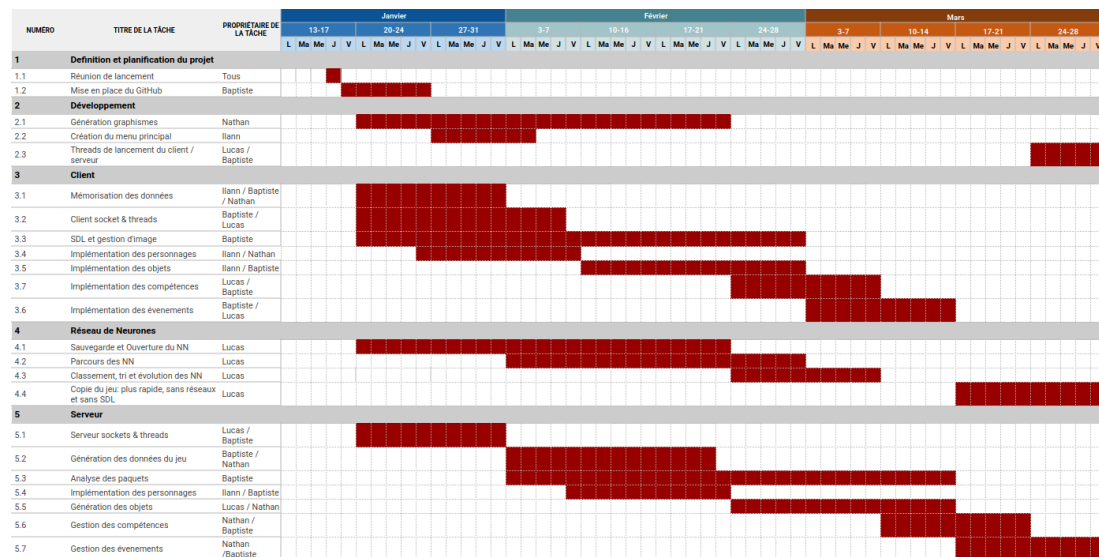 Janvier Février Mars
NUMÉRO TITRE DE LA TÂCHE PROPRIÉTAIRE DE LA TÂCHE
13-17 20-24 27-31 3-7 10-16 17-21 24-28 3-7 10-14 17-21 24-28
L Ma Me J V L Ma Me J V L Ma Me J V L Ma Me J V L Ma Me J V L Ma Me J V L Ma Me J V L Ma Me J V L Ma Me J V L Ma Me J V L Ma Me J V
1 Definition et planification du projet
1.1 Réunion de lancement Tous
1.2 Mise en place du GitHub Baptiste
2 Développement
2.1 Génération graphismes Nathan
2.2 Création du menu principal Ilann
2.3 Threads de lancement du client / serveur Lucas / Baptiste
3 Client
3.1 Mémorisation des données Ilann / Baptiste / Nathan
3.2 Client socket & threads Baptiste / Lucas
3.3 SDL et gestion d'image Baptiste
3.4 Implémentation des personnages Ilann / Nathan
3.5 Implémentation des objets Ilann / Baptiste
3.7 Implémentation des compétences Lucas / Baptiste
3.6 Implémentation des évenements Baptiste / Lucas
4 Réseau de Neurones
4.1 Sauvegarde et Ouverture du NN Lucas
4.2 Parcours des NN Lucas
4.3 Classement, tri et évolution des NN Lucas
4.4 Copie du jeu: plus rapide, sans réseaux et sans SDL Lucas
5 Serveur
5.1 Serveur sockets & threads Lucas / Baptiste
5.2 Génération des données du jeu Baptiste / Nathan
5.3 Analyse des paquets Baptiste
5.4 Implémentation des personnages Ilann / Baptiste
5.5 Génération des objets Lucas / Nathan
5.6 Gestion des compétences Nathan / Baptiste
5.7 Gestion des évenements Nathan /Baptiste